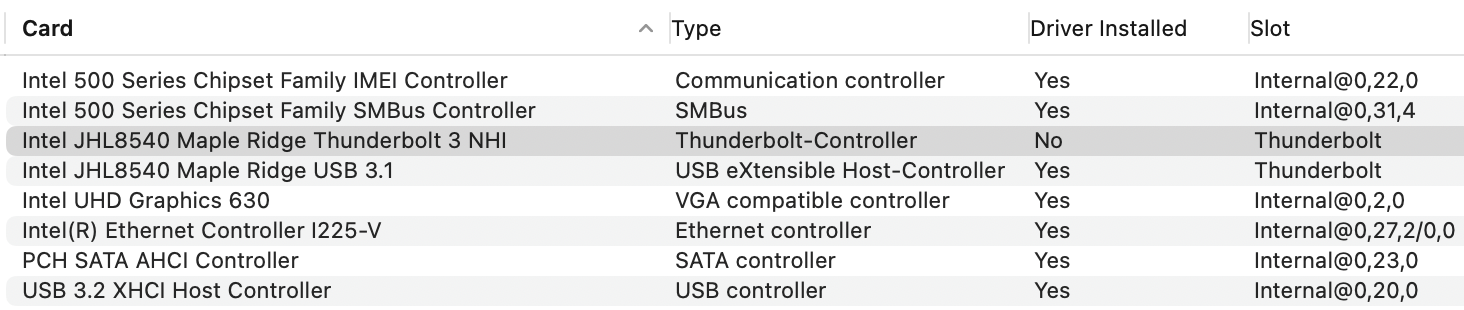 Card Type Driver Installed Slot
Intel 500 Series Chipset Family IMEI Controller Communication controller Yes Internal@0,22,0
Intel 500 Series Chipset Family SMBus Controller SMBus Yes Internal@0,31,4
Intel JHL8540 Maple Ridge Thunderbolt 3 NHI Thunderbolt-Controller No Thunderbolt
Intel JHL8540 Maple Ridge USB 3.1 USB eXtensible Host-Controller Yes Thunderbolt
Intel UHD Graphics 630 VGA compatible controller Yes Internal@0,2,0
Intel(R) Ethernet Controller I225-V Ethernet controller Yes Internal@0,27,2/0,0
PCH SATA AHCI Controller SATA controller Yes Internal@0,23,0
USB 3.2 XHCI Host Controller USB controller Yes Internal@0,20,0